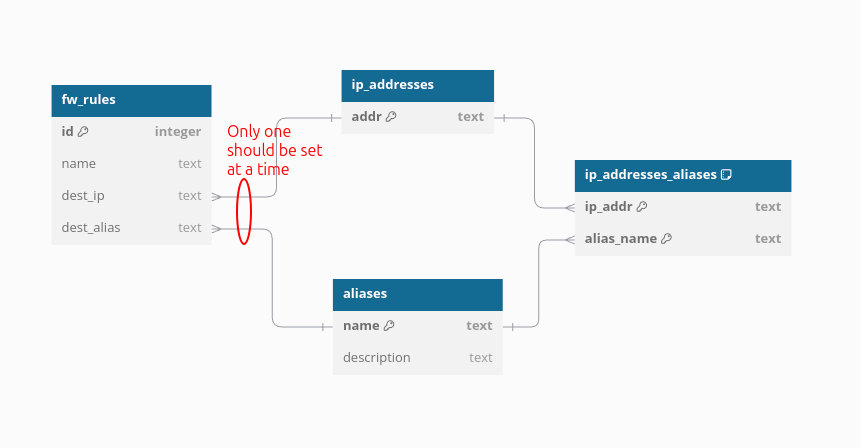 fw_rules
id integer
name text
dest_ip text
dest_alias text
Only one
should be set
at a time
ip_addresses
addr text
aliases
name text
description text
ip_addresses_aliases
ip_addr text
alias_name text